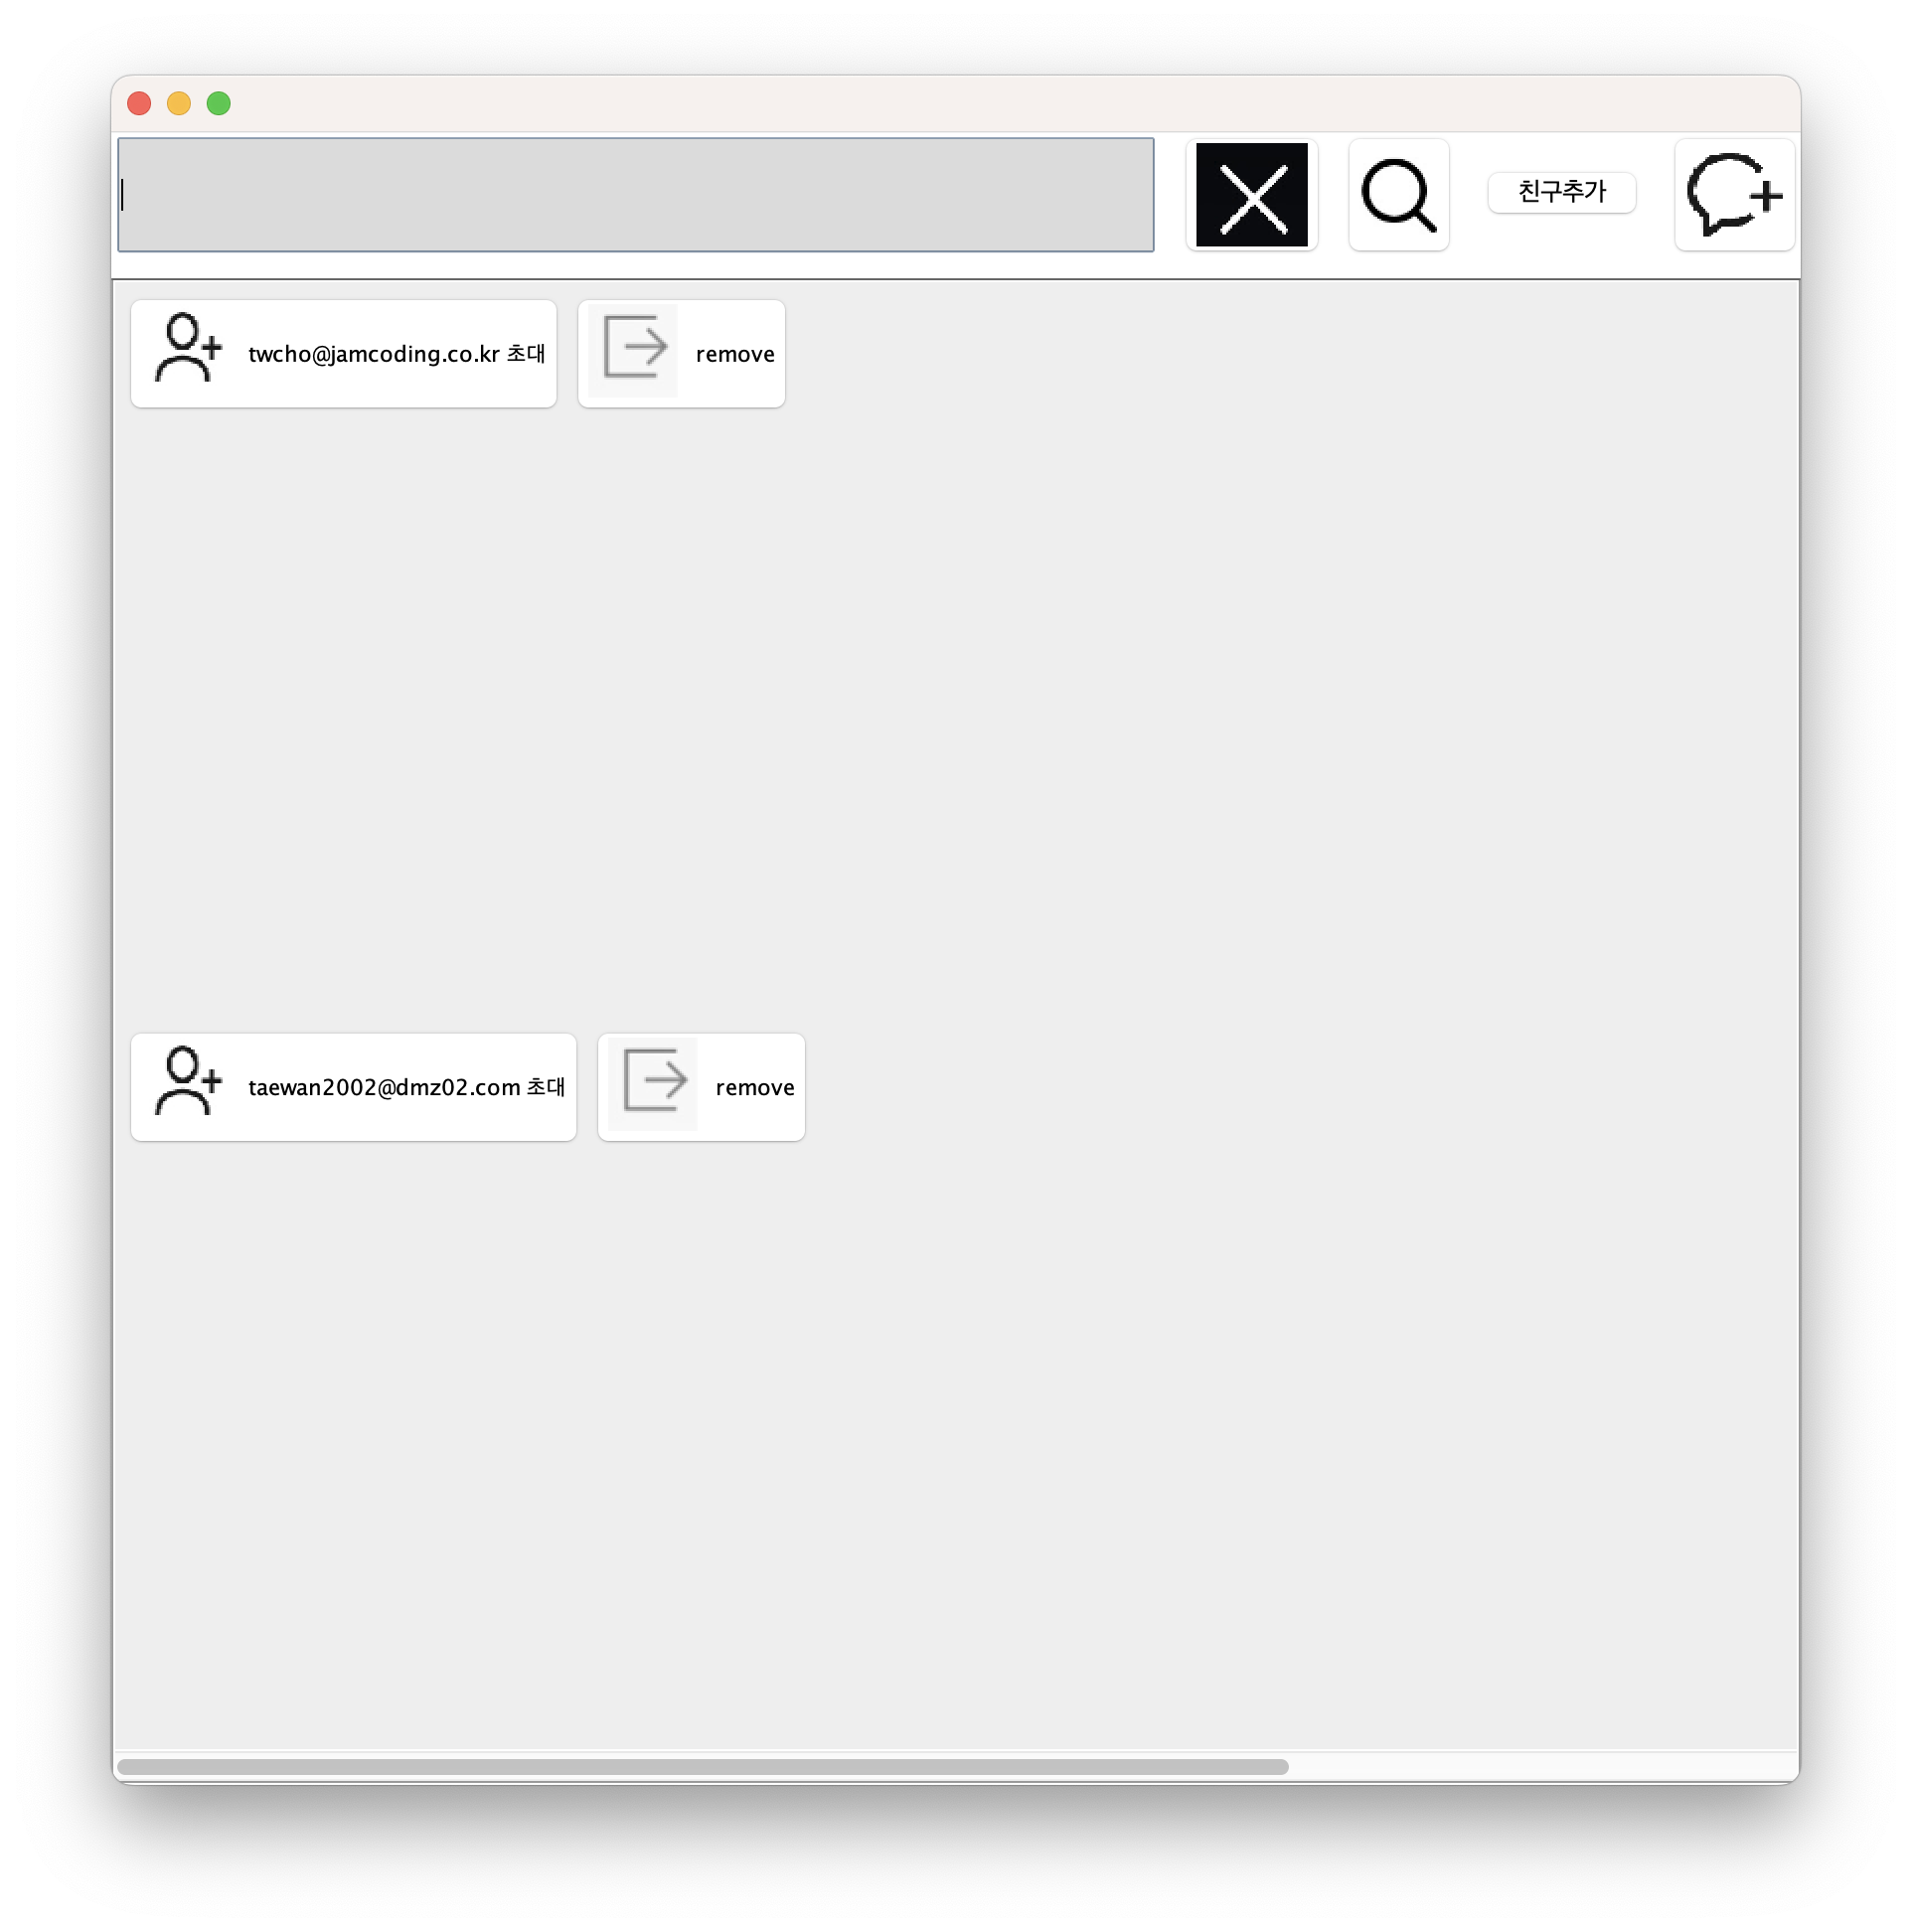 친구추가
twcho@jamcoding.co.kr 초대 remove
taewan2002@dmz02.com 초대 remove